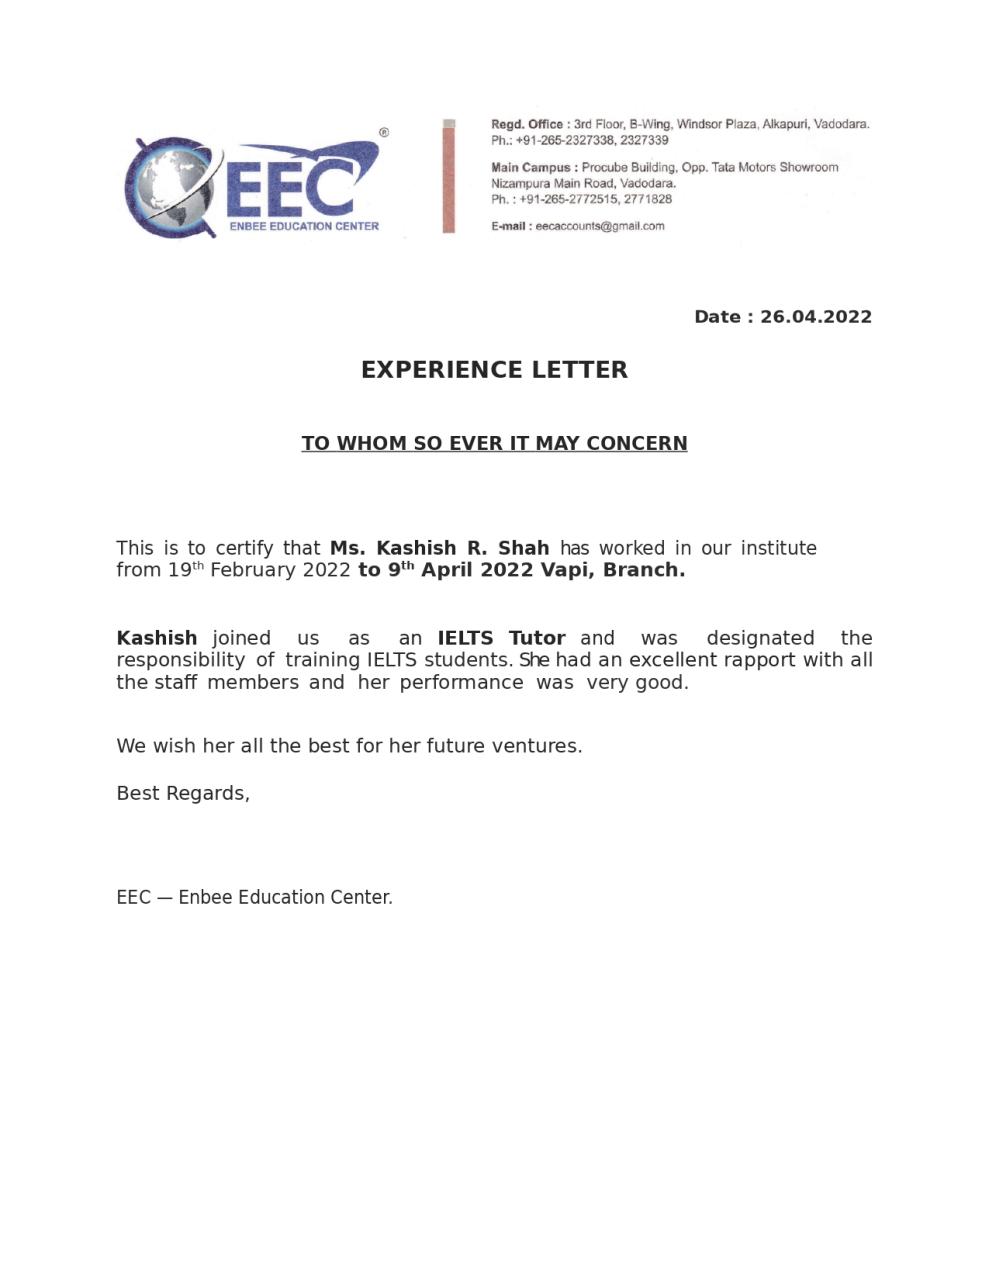 EEC®
ENBEE EDUCATION CENTER
Regd. Office : 3rd Floor, B-Wing, Windsor Plaza, Alkapuri, Vadodara.
Ph.: +91-265-2327338, 2327339
Main Campus : Procube Building, Opp. Tata Motors Showroom
Nizampura Main Road, Vadodara.
Ph. : +91-265-2772515, 2771828
E-mail : eecaccounts@gmail.com
Date : 26.04.2022
EXPERIENCE LETTER
TO WHOM SO EVER IT MAY CONCERN
This is to certify that Ms. Kashish R. Shah has worked in our institute
from 19th February 2022 to 9th April 2022 Vapi, Branch.
Kashish joined us as an IELTS Tutor and was designated the
responsibility of training IELTS students. She had an excellent rapport with all
the staff members and her performance was very good.
We wish her all the best for her future ventures.
Best Regards,
EEC — Enbee Education Center.